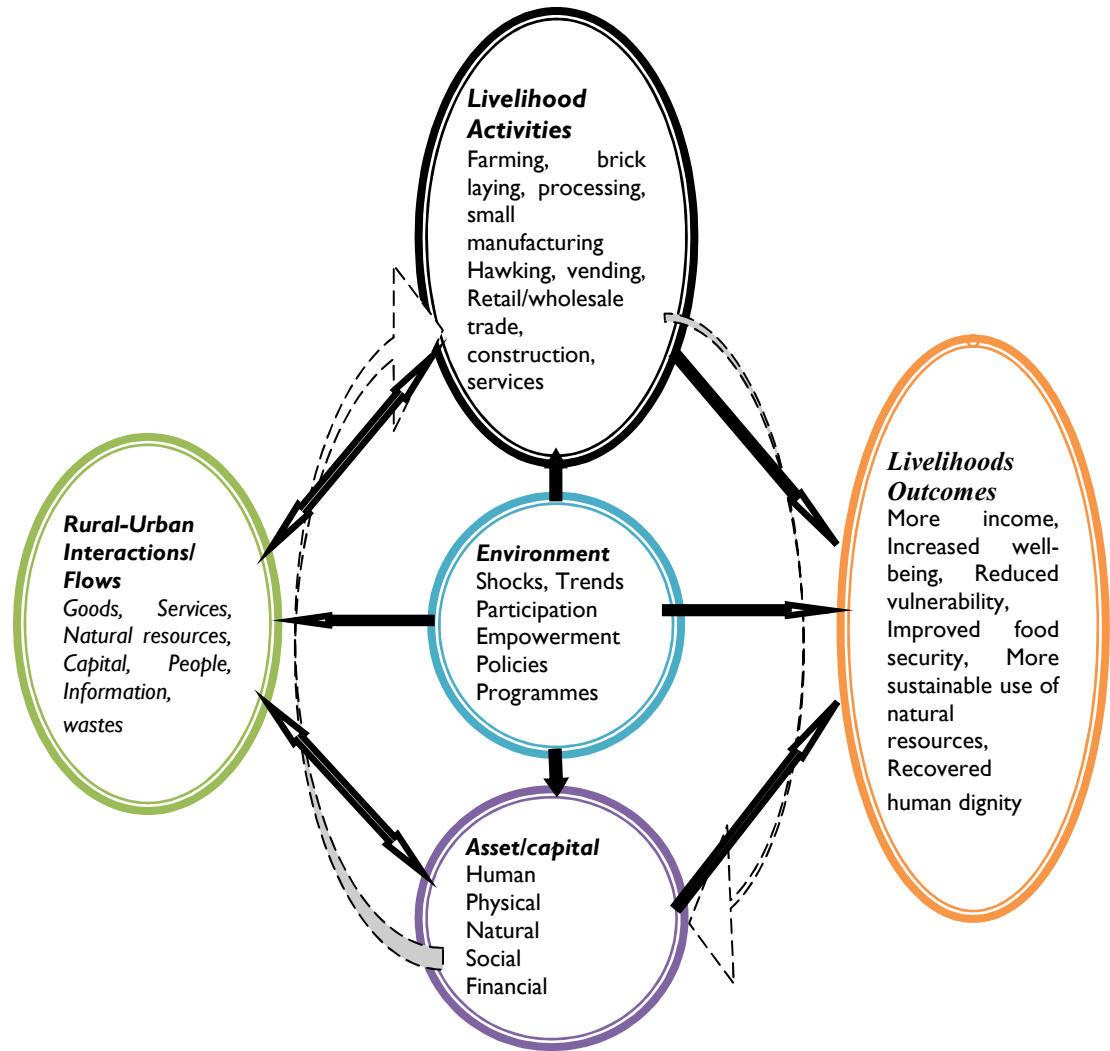 Livelihood
Activities
Farming, brick
laying, processing,
small
manufacturing
Hawking, vending,
Retail/wholesale
trade,
construction,
services
Rural-Urban
Interactions/
Flows
Goods, Services,
Natural resources,
Capital, People,
Information,
wastes
Environment
Shocks, Trends
Participation
Empowerment
Policies
Programmes
Livelihoods
Outcomes
More income,
Increased well-
being, Reduced
vulnerability,
Improved food
security, More
sustainable use of
natural
resources,
Recovered
human dignity
Asset/capital
Human
Physical
Natural
Social
Financial